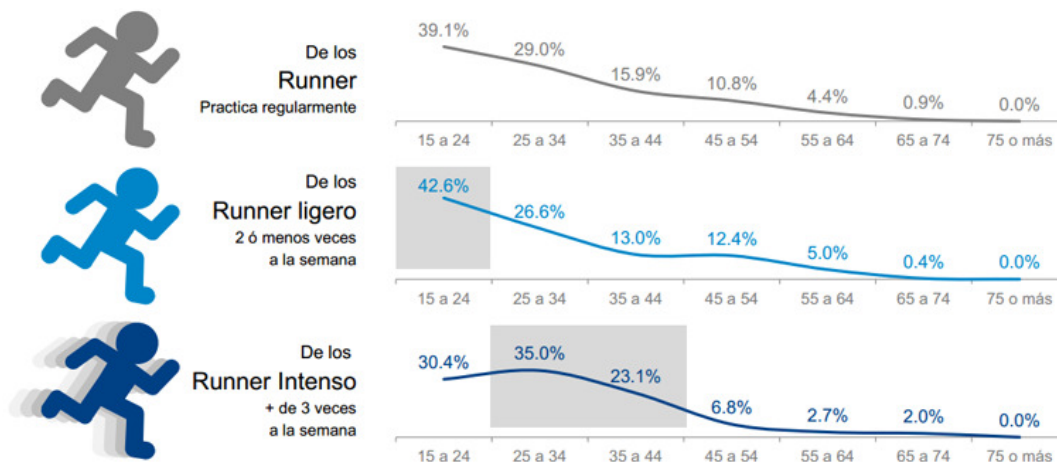 De los
Runner
Practica regularmente
39.1% 29.0% 15.9% 10.8% 4.4% 0.9% 0.0%
15 a 24 25 a 34 35 a 44 45 a 54 55 a 64 65 a 74 75 o más
De los
Runner ligero
2 ó menos veces
a la semana
42.6% 26.6% 13.0% 12.4% 5.0% 0.4% 0.0%
15 a 24 25 a 34 35 a 44 45 a 54 55 a 64 65 a 74 75 o más
De los
Runner Intenso
+ de 3 veces
a la semana
30.4% 35.0% 23.1% 6.8% 2.7% 2.0% 0.0%
15 a 24 25 a 34 35 a 44 45 a 54 55 a 64 65 a 74 75 o más